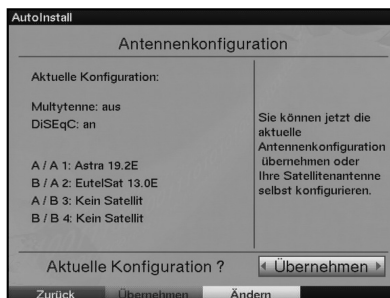 AutoInstall
Antennenkonfiguration
Aktuelle Konfiguration:
Multytenne: aus
DiSEqC: an
A / A 1: Astra 19.2E
B / A 2: EutelSat 13.0E
A / B 3: Kein Satellit
B / B 4: Kein Satellit
Sie können jetzt die
aktuelle
Antennenkonfiguration
übernehmen oder
Ihre Satellitenantenne
selbst konfigurieren.
Aktuelle Konfiguration ?
Übernehmen
Zurück
Übernehmen
Ändern